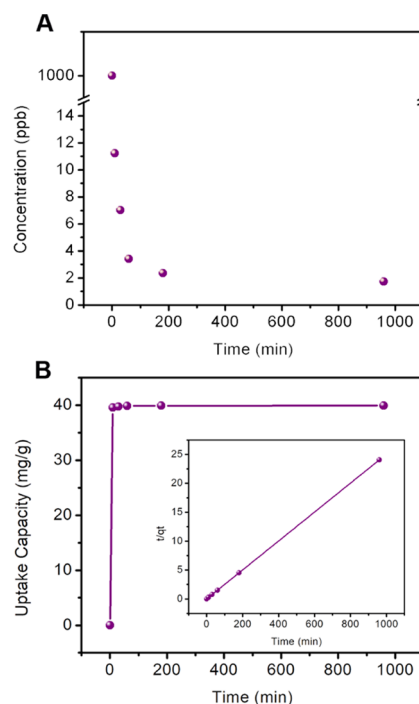 A
1000
14
12
10
8
6
4
2
0
Concentration (ppb)
0 200 400 600 800 1000
Time (min)
B
50
40
30
20
10
0
Uptake Capacity (mg/g)
25
20
15
10
5
0
t/qt
0 200 400 600 800 1000
Time (min)
0 200 400 600 800 1000
Time (min)